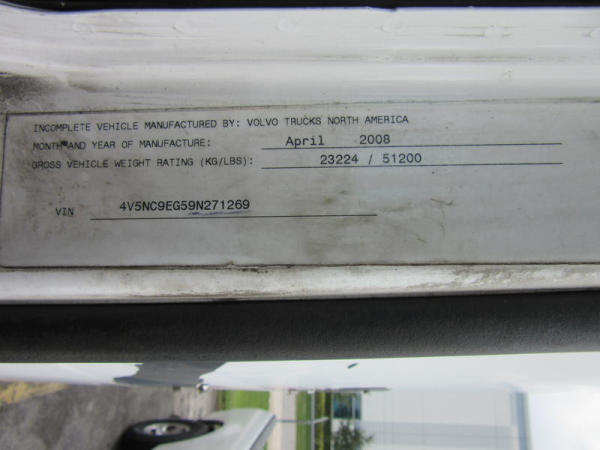 INCOMPLETE VEHICLE MANUFACTURED BY: VOLVO TRUCKS NORTH AMERICA
MONTH AND YEAR OF MANUFACTURE: April 2008
GROSS VEHICLE WEIGHT RATING (KG/LBS): 23224 / 51200
VIN 4V5NC9EG59N271269